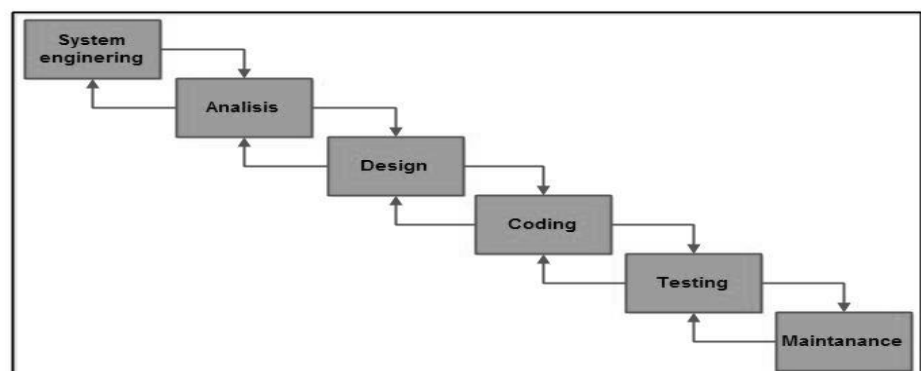 System
enginering
Analisis
Design
Coding
Testing
Maintanance